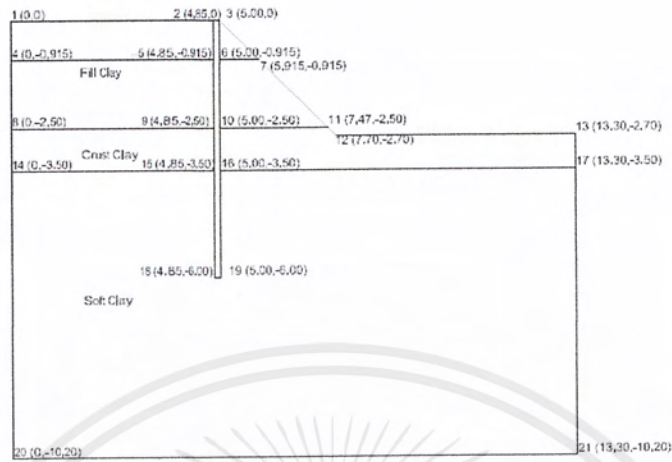 1 (0,0) 2 (4,85,0) 3 (5.00,0)
4 (0,-0,915) 5 (4.85,-0.915) 6 (5.00,-0.915)
7 (5,915,-0.915)
Fill Clay
8 (0,-2,50) 9 (4,85,-2.50) 10 (5.00,-2.50) 11 (7,47,-2.50)
12 (7.70,-2.70) 13 (13.30,-2.70)
Crust Clay
14 (0,-3.50) 15 (4,85,-3.50) 16 (5.00,-3.50) 17 (13.30,-3.50)
18 (4.85,-6.00) 19 (5.00,-6.00)
Soft Clay
20 (0,-10,20) 21 (13,30,-10,20)